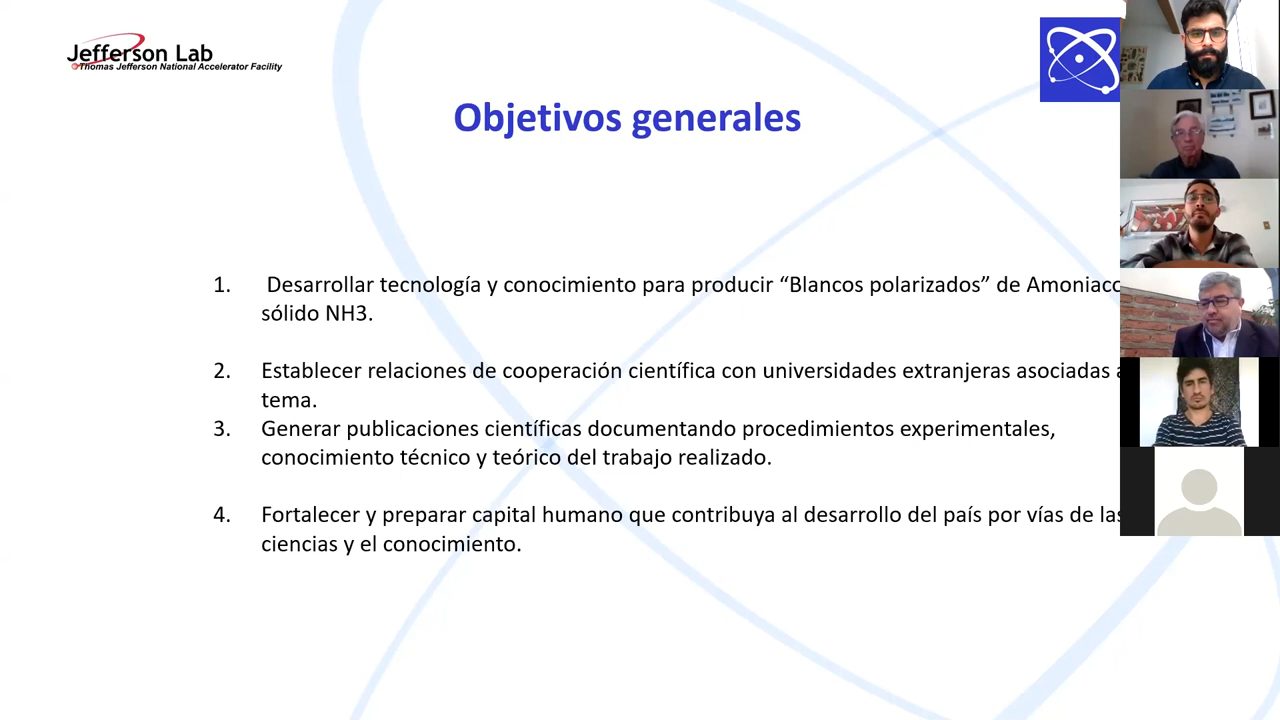 Jefferson Lab
Thomas Jefferson National Accelerator Facility
Objetivos generales
1. Desarrollar tecnología y conocimiento para producir “Blancos polarizados” de Amoniaco
sólido NH3.
2. Establecer relaciones de cooperación científica con universidades extranjeras asociadas
tema.
3. Generar publicaciones científicas documentando procedimientos experimentales,
conocimiento técnico y teórico del trabajo realizado.
4. Fortalecer y preparar capital humano que contribuya al desarrollo del país por vías de las
ciencias y el conocimiento.